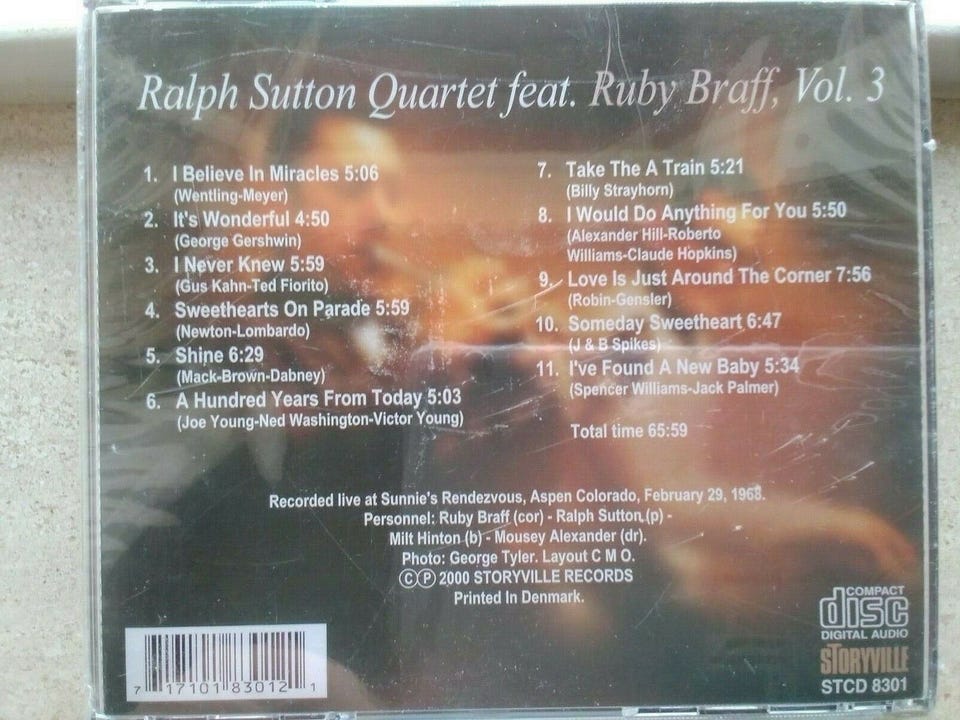 Ralph Sutton Quartet feat. Ruby Braff, Vol. 3
1. I Believe In Miracles 5:06
(Wentling-Meyer)
2. It's Wonderful 4:50
(George Gershwin)
3. I Never Knew 5:59
(Gus Kahn-Ted Fiorito)
4. Sweethearts On Parade 5:59
(Newton-Lombardo)
5. Shine 6:29
(Mack-Brown-Dabney)
6. A Hundred Years From Today 5:03
(Joe Young-Ned Washington-Victor Young)
7. Take The A Train 5:21
(Billy Strayhorn)
8. I Would Do Anything For You 5:50
(Alexander Hill-Roberto
Williams-Claude Hopkins)
9. Love Is Just Around The Corner 7:56
(Robin-Gensler)
10. Someday Sweetheart 6:47
(J & B Spikes)
11. I've Found A New Baby 5:34
(Spencer Williams-Jack Palmer)
Total time 65:59
Recorded live at Sunnie's Rendezvous, Aspen Colorado, February 29, 1968.
Personnel: Ruby Braff (cor) - Ralph Sutton (p) -
Milt Hinton (b) - Mousey Alexander (dr).
Photo: George Tyler. Layout C M O.
©℗ 2000 STORYVILLE RECORDS
Printed In Denmark.
7 17101 83012 1
COMPACT
disc
DIGITAL AUDIO
STORYVILLE
STCD 8301